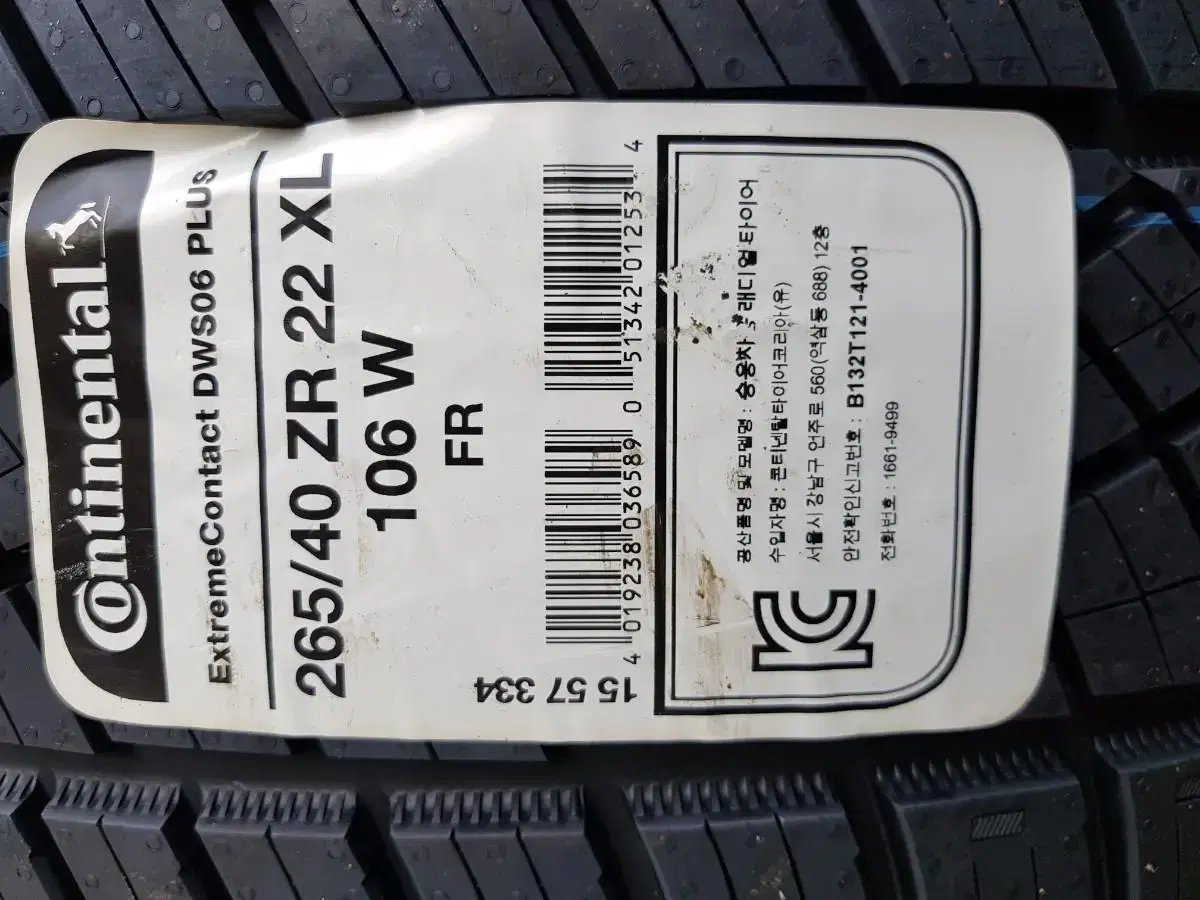 Continental
ExtremeContact DWS06 PLUS
265/40 ZR 22 XL
106 W
FR
15 57 334
4 019238 036589
0 51342 01253 4
공산품명 및 모델명 : 승용차 래디얼 타이어
수입자명 : 콘티넨탈타이어코리아(유)
서울시 강남구 언주로 560(역삼동 688) 12층
안전확인신고번호 : B132T121-4001
전화번호 : 1661-9499